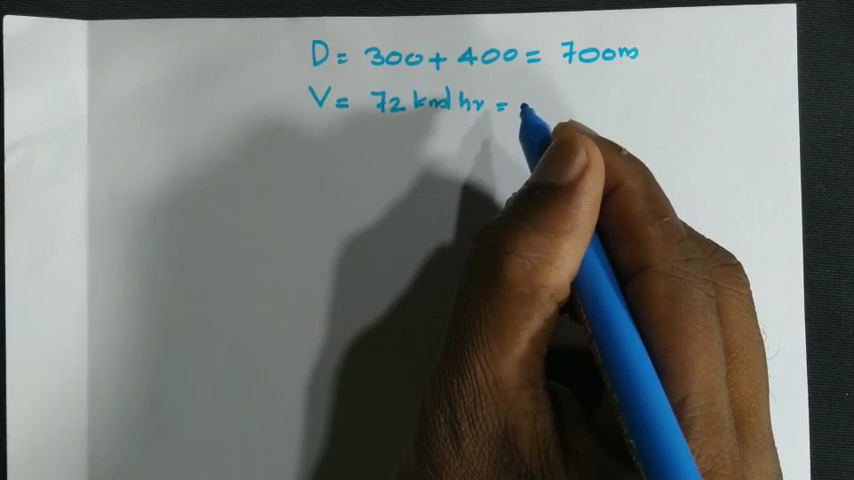 D = 300 + 400 = 700m
V = 72 km/hr =